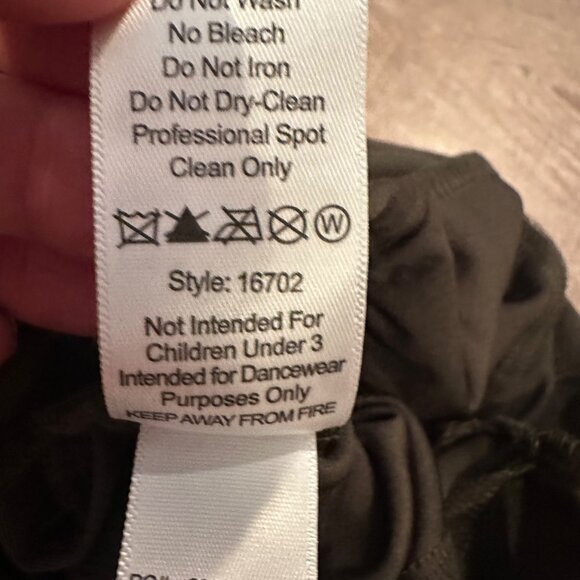 Do Not Wash
No Bleach
Do Not Iron
Do Not Dry-Clean
Professional Spot
Clean Only
W
Style: 16702
Not Intended For
Children Under 3
Intended for Dancewear
Purposes Only
KEEP AWAY FROM FIRE